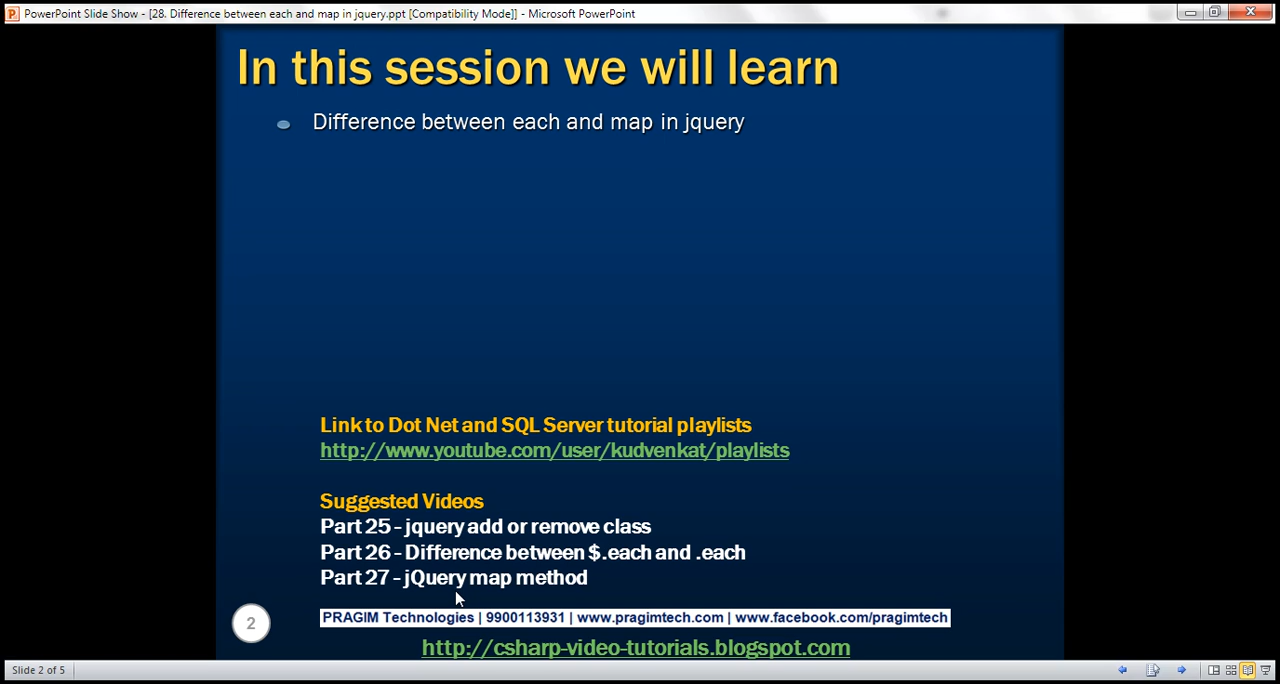 PowerPoint Slide Show - [28. Difference between each and map in jquery.ppt [Compatibility Mode]] - Microsoft PowerPoint
In this session we will learn
Difference between each and map in jquery
Link to Dot Net and SQL Server tutorial playlists
http://www.youtube.com/user/kudvenkat/playlists
Suggested Videos
Part 25 - jquery add or remove class
Part 26 - Difference between $.each and .each
Part 27 - jQuery map method
2
PRAGIM Technologies | 9900113931 | www.pragimtech.com | www.facebook.com/pragimtech
http://csharp-video-tutorials.blogspot.com
Slide 2 of 5